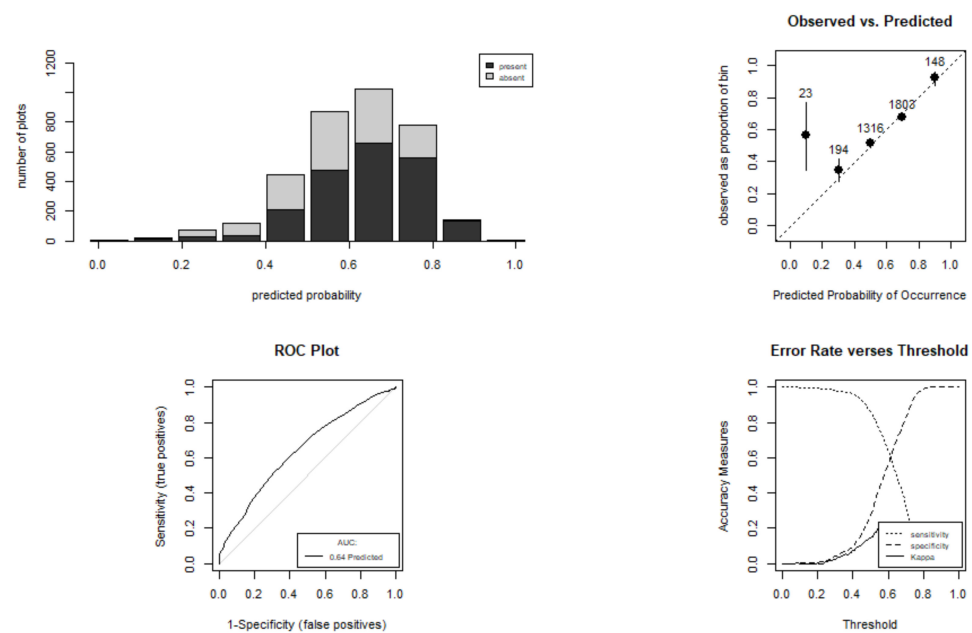 number of plots
1200
800
600
400
200
0
present
absent
0.0 0.2 0.4 0.6 0.8 1.0
predicted probability
Observed vs. Predicted
observed as proportion of bin
1.0
0.8
0.6
0.4
0.2
0.0
23
194
1316
1803
148
0.0 0.2 0.4 0.6 0.8 1.0
Predicted Probability of Occurrence
ROC Plot
Sensitivity (true positives)
1.0
0.8
0.6
0.4
0.2
0.0
AUC:
0.64 Predicted
0.0 0.2 0.4 0.6 0.8 1.0
1-Specificity (false positives)
Error Rate verses Threshold
Accuracy Measures
1.0
0.8
0.6
0.4
0.2
0.0
sensitivity
specificity
Kappa
0.0 0.2 0.4 0.6 0.8 1.0
Threshold